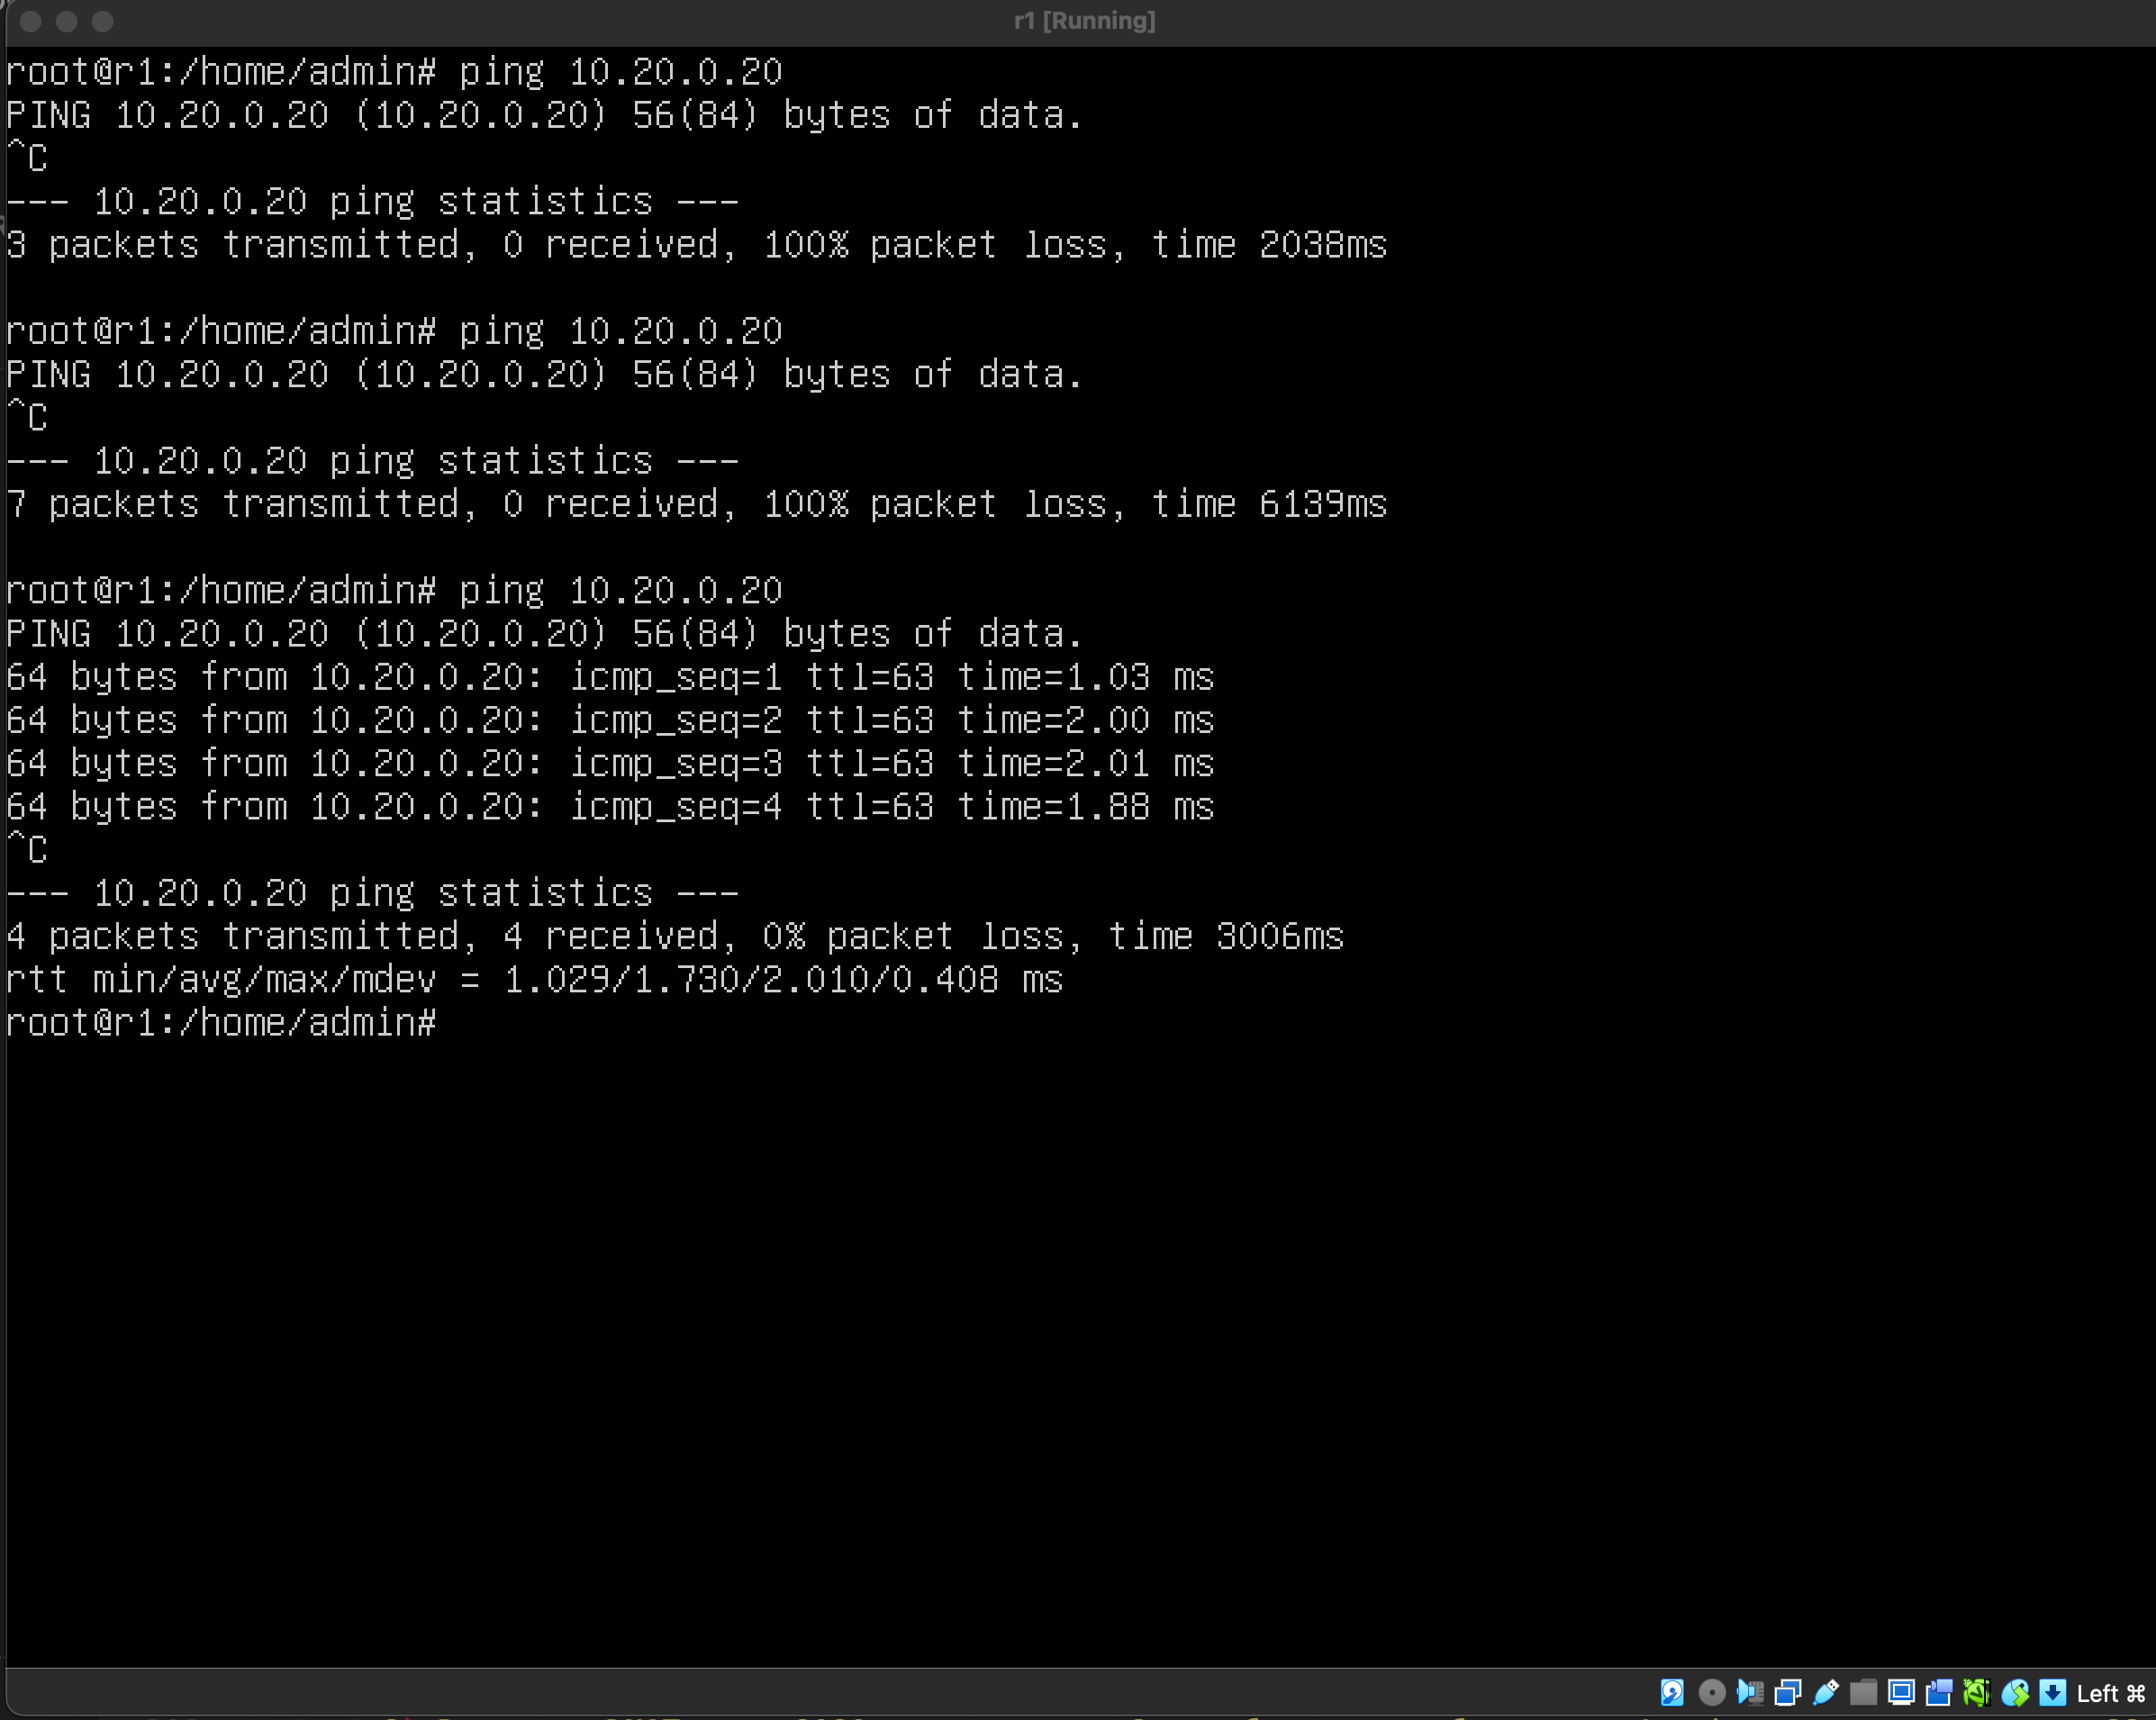 r1 [Running]
root@r1:/home/admin# ping 10.20.0.20
PING 10.20.0.20 (10.20.0.20) 56(84) bytes of data.
^C
--- 10.20.0.20 ping statistics ---
3 packets transmitted, 0 received, 100% packet loss, time 2038ms

root@r1:/home/admin# ping 10.20.0.20
PING 10.20.0.20 (10.20.0.20) 56(84) bytes of data.
^C
--- 10.20.0.20 ping statistics ---
7 packets transmitted, 0 received, 100% packet loss, time 6139ms

root@r1:/home/admin# ping 10.20.0.20
PING 10.20.0.20 (10.20.0.20) 56(84) bytes of data.
64 bytes from 10.20.0.20: icmp_seq=1 ttl=63 time=1.03 ms
64 bytes from 10.20.0.20: icmp_seq=2 ttl=63 time=2.00 ms
64 bytes from 10.20.0.20: icmp_seq=3 ttl=63 time=2.01 ms
64 bytes from 10.20.0.20: icmp_seq=4 ttl=63 time=1.88 ms
^C
--- 10.20.0.20 ping statistics ---
4 packets transmitted, 4 received, 0% packet loss, time 3006ms
rtt min/avg/max/mdev = 1.029/1.730/2.010/0.408 ms
root@r1:/home/admin#
Left ⌘